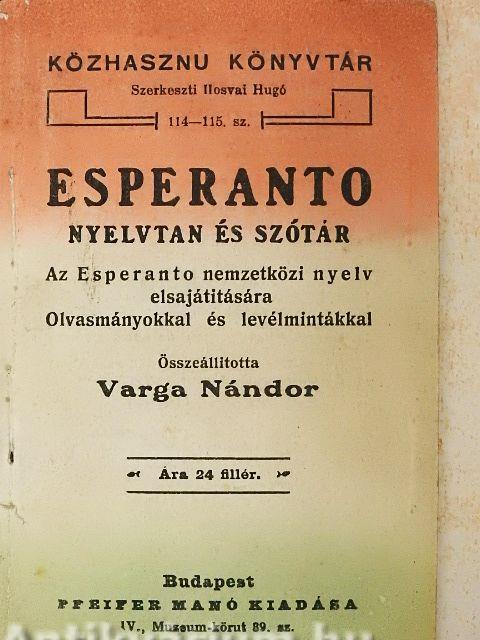 KÖZHASZNU KÖNYVTÁR
Szerkeszti Ilosvai Hugó
114—115. sz.
ESPERANTO
NYELVTAN ÉS SZÓTÁR
Az Esperanto nemzetközi nyelv
elsajátitására
Olvasmányokkal és levélmintákkal
Összeállitotta
Varga Nándor
Ára 24 fillér.
Budapest
PFEIFER MANÓ KIADÁSA
IV., Muzeum-körut 89. sz.